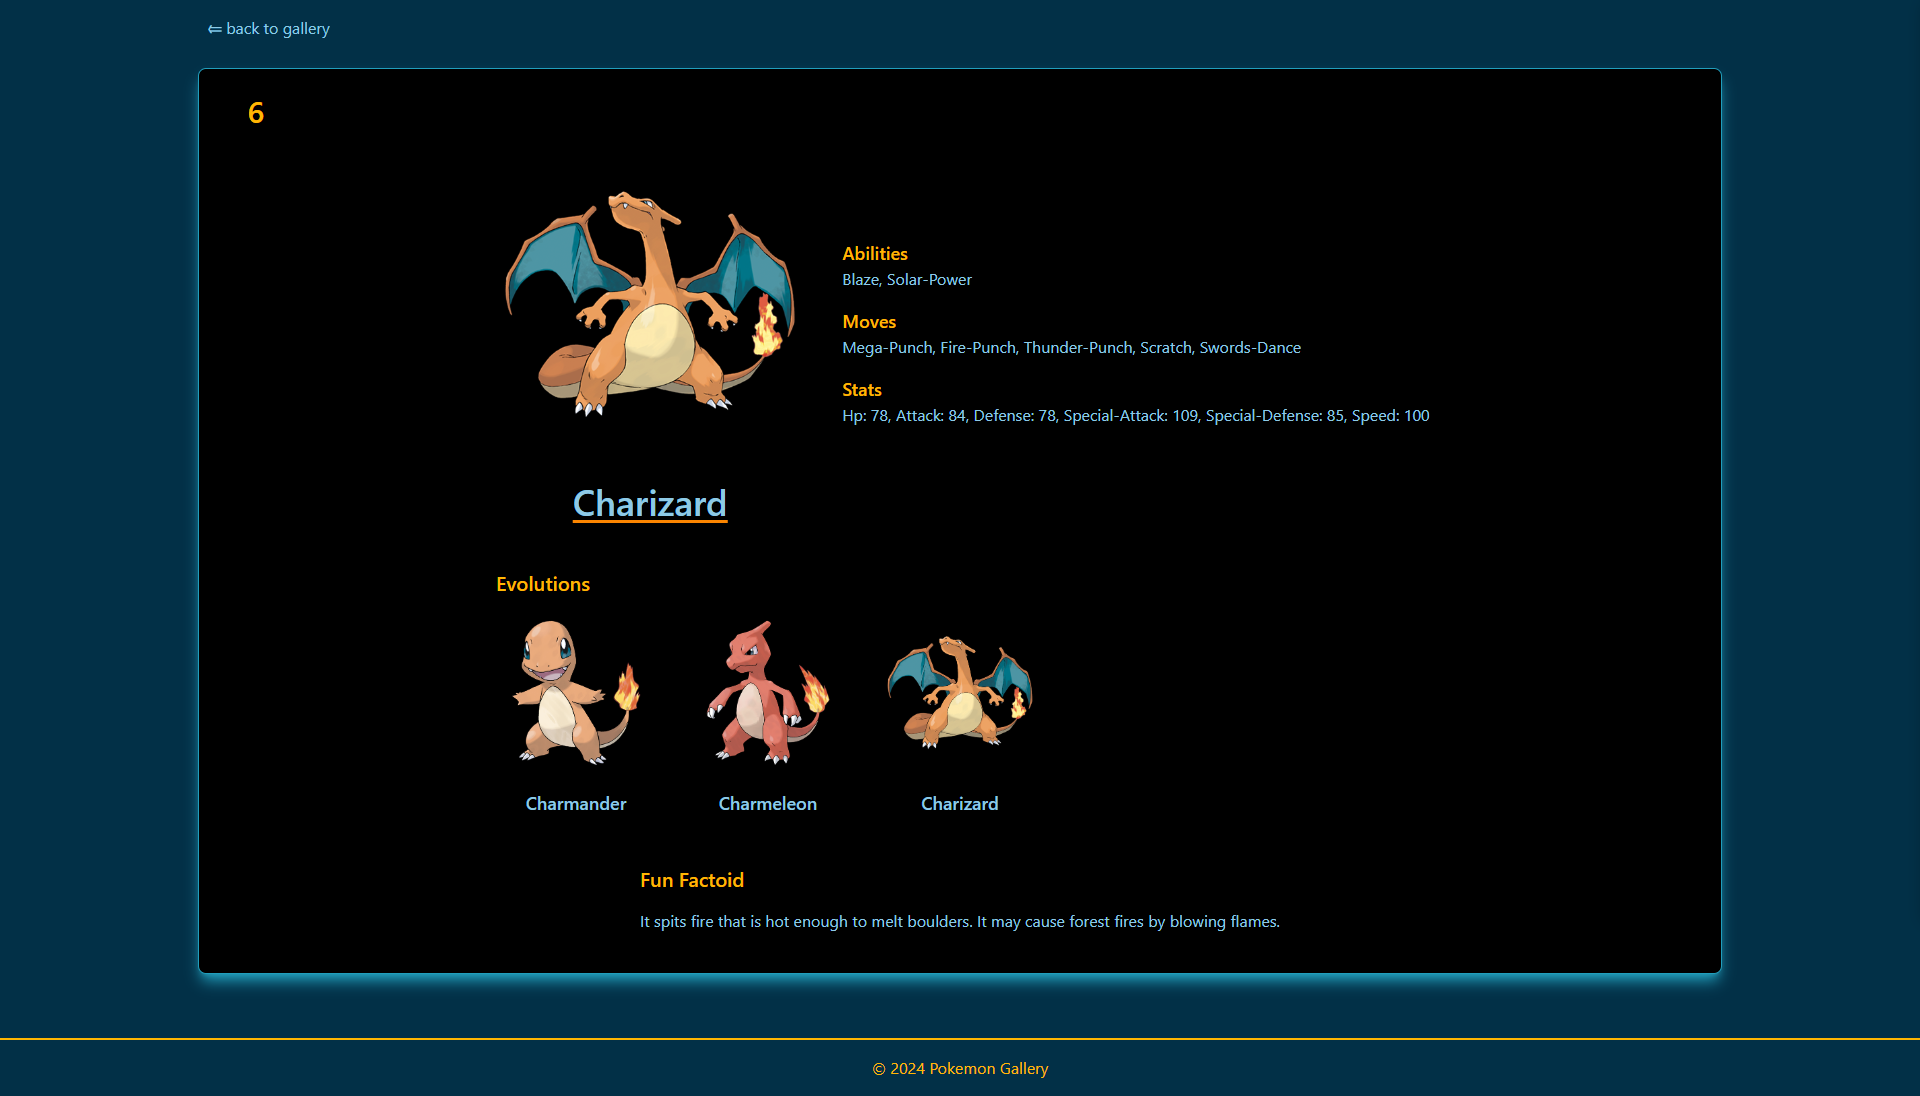 ⇐ back to gallery
6
Abilities
Blaze, Solar-Power
Moves
Mega-Punch, Fire-Punch, Thunder-Punch, Scratch, Swords-Dance
Stats
Hp: 78, Attack: 84, Defense: 78, Special-Attack: 109, Special-Defense: 85, Speed: 100
Charizard
Evolutions
Charmander
Charmeleon
Charizard
Fun Factoid
It spits fire that is hot enough to melt boulders. It may cause forest fires by blowing flames.
© 2024 Pokemon Gallery